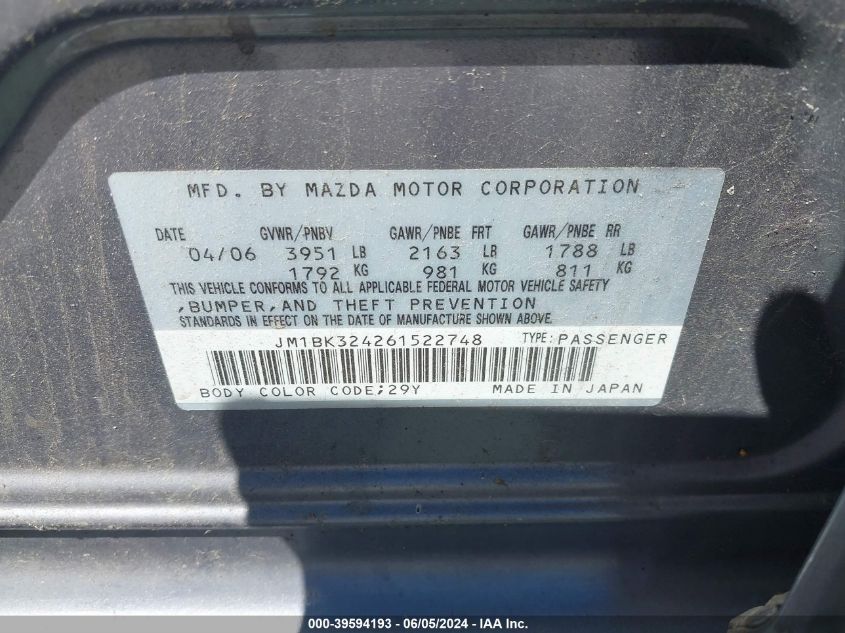 MFD. BY MAZDA MOTOR CORPORATION
DATE GVWR/PNBV GAWR/PNBE FRT GAWR/PNBE RR
04/06 3951 LB 2163 LB 1788 LB
1792 KG 981 KG 811 KG
THIS VEHICLE CONFORMS TO ALL APPLICABLE FEDERAL MOTOR VEHICLE SAFETY
,BUMPER,AND THEFT PREVENTION
STANDARDS IN EFFECT ON THE DATE OF MANUFACTURE SHOWN ABOVE.
JM1BK324261522748 TYPE:PASSENGER
BODY COLOR CODE;29Y MADE IN JAPAN
000-39594193 - 06/05/2024 - IAA Inc.